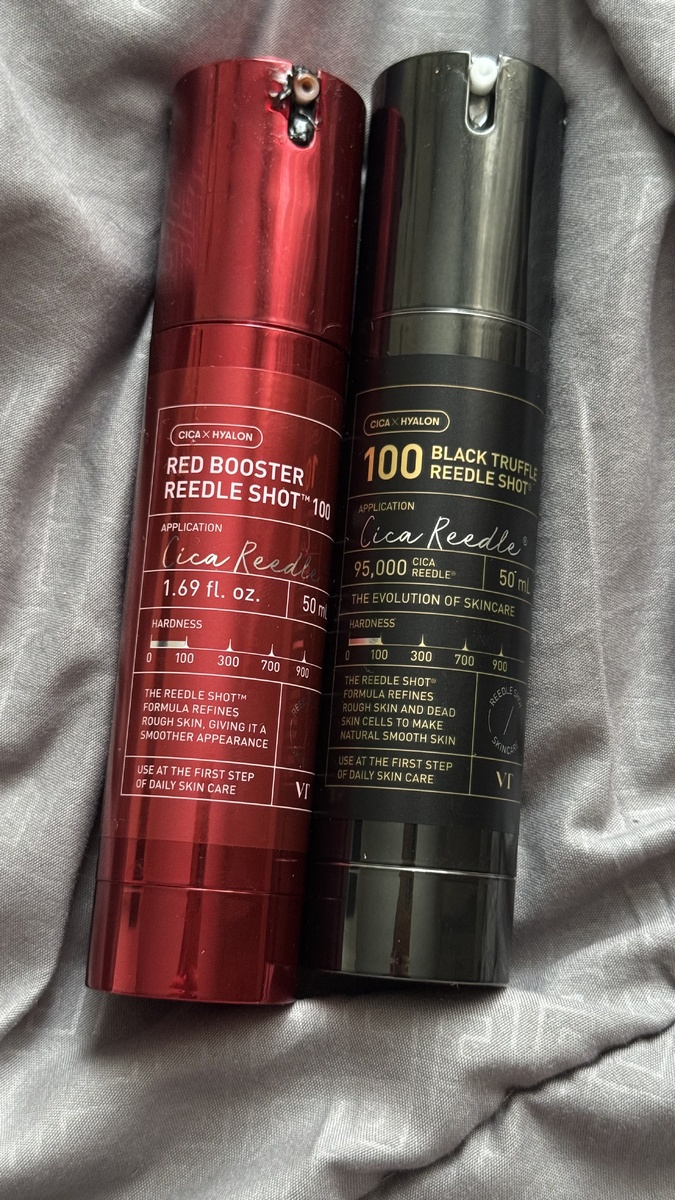 CICA X HYALON
RED BOOSTER
REEDLE SHOT™ 100
APPLICATION
Cica Reedle
1.69 fl. oz.
50 mL
HARDNESS
0 100 300 700 900
THE REEDLE SHOT™
FORMULA REFINES
ROUGH SKIN, GIVING IT A
SMOOTHER APPEARANCE
USE AT THE FIRST STEP
OF DAILY SKIN CARE
VT
CICA X HYALON
100 BLACK TRUFFLE
REEDLE SHOT®
APPLICATION
Cica Reedle®
95,000 CICA
REEDLE®
50 mL
THE EVOLUTION OF SKINCARE
HARDNESS
0 100 300 700 900
THE REEDLE SHOT®
FORMULA REFINES
ROUGH SKIN AND DEAD
SKIN CELLS TO MAKE
NATURAL SMOOTH SKIN
REEDLE SHOT
SKINCARE
USE AT THE FIRST STEP
OF DAILY SKIN CARE
VT